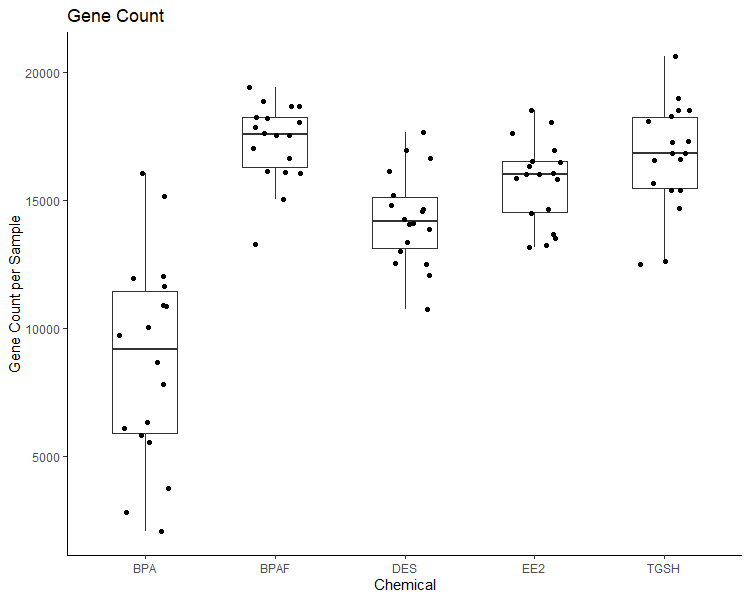 Gene Count
20000
15000
10000
5000
Gene Count per Sample
BPA BPAF DES EE2 TGSH
Chemical